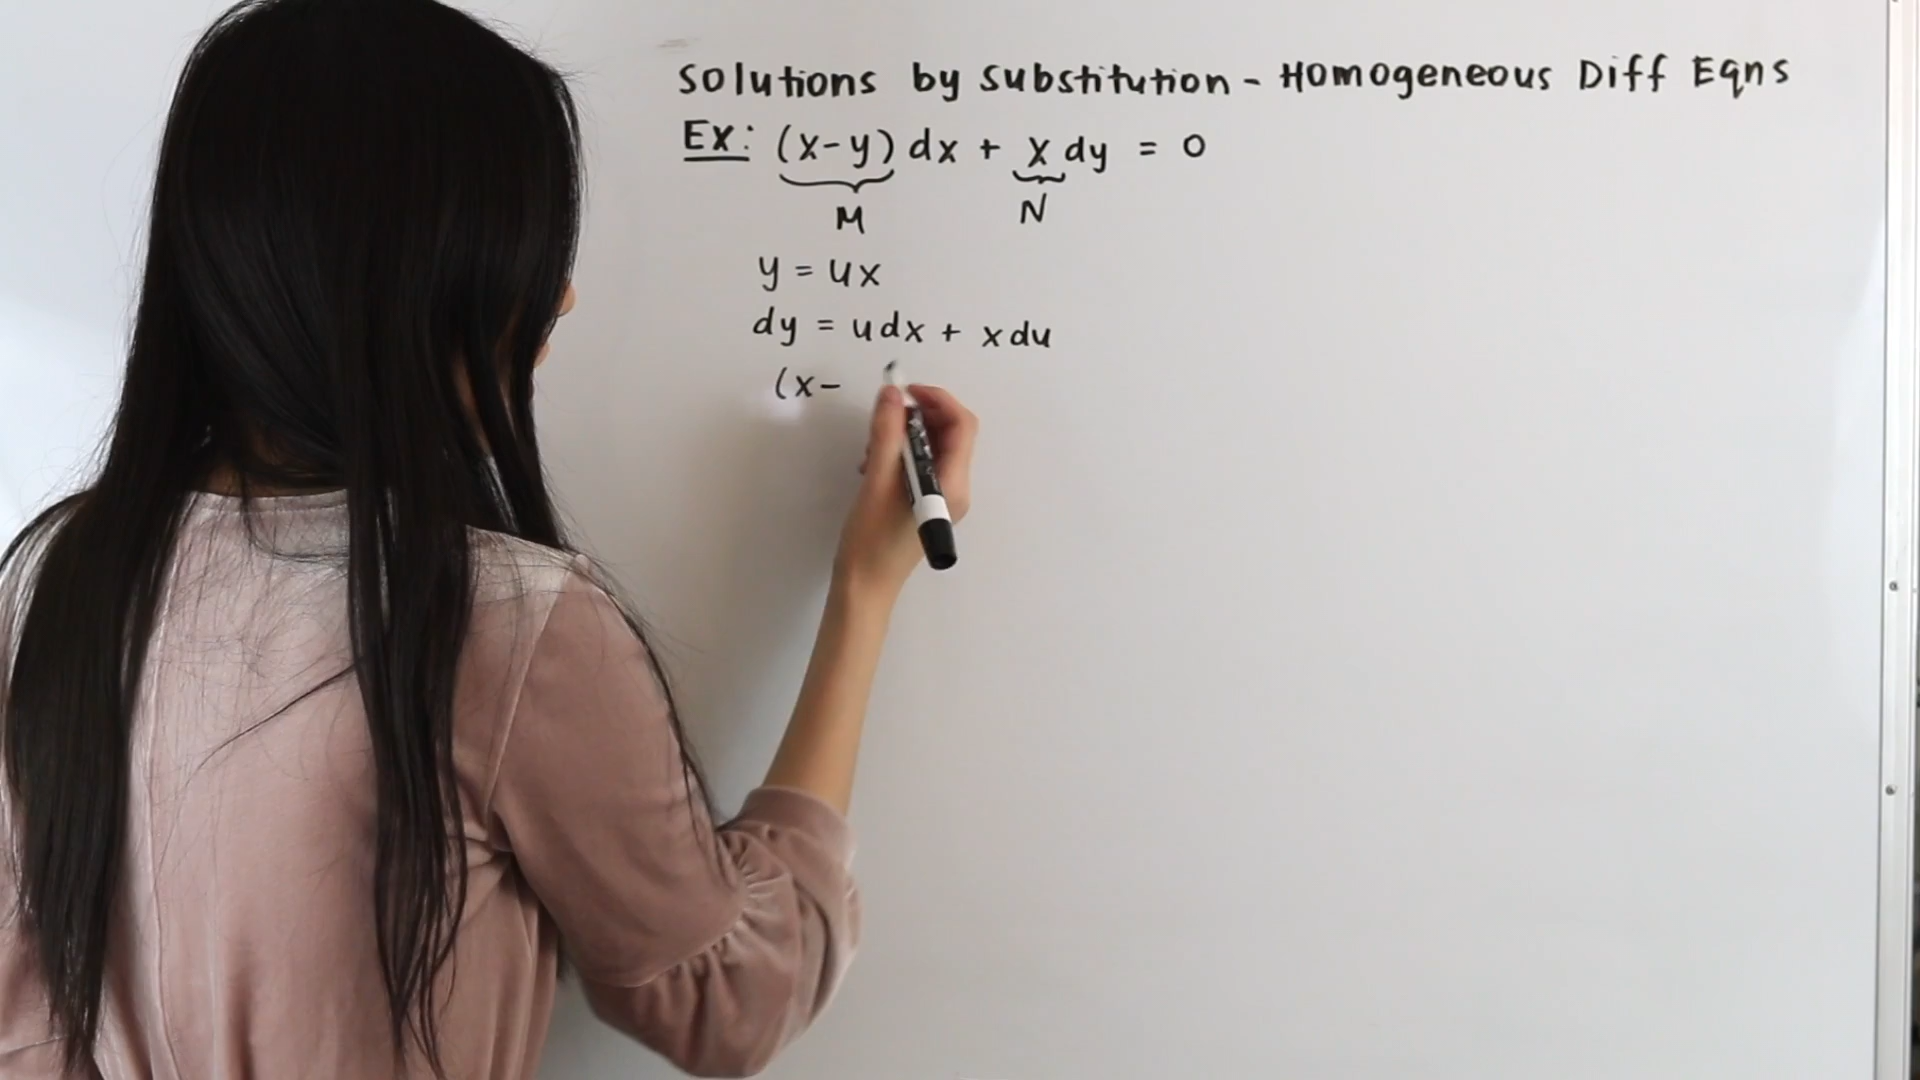 Solutions by Substitution - Homogeneous Diff Eqns
Ex: (x-y) dx + x dy = 0
M N
y = ux
dy = udx + xdu
(x-